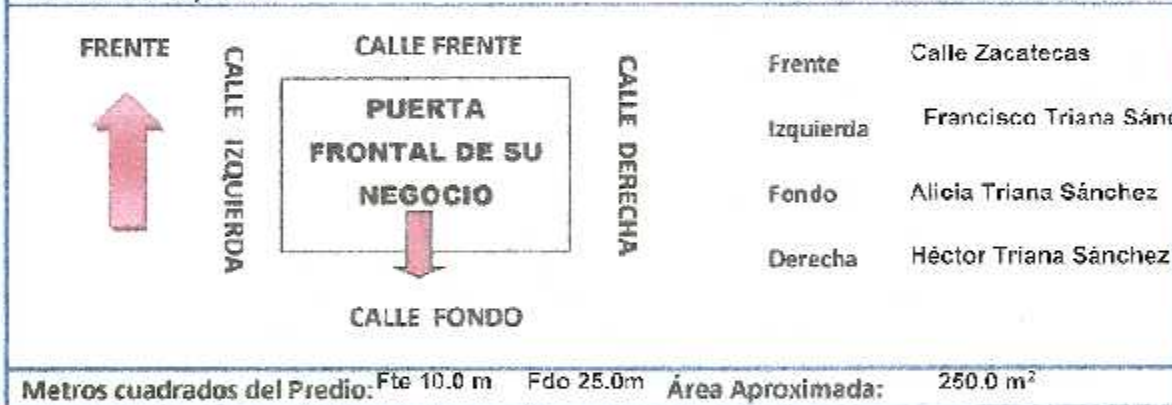 FRENTE
CALLE IZQUIERDA
CALLE FRENTE
PUERTA
FRONTAL DE SU
NEGOCIO
CALLE DERECHA
CALLE FONDO
Frente Calle Zacatecas
Izquierda Francisco Triana
Fondo Alicia Triana Sánchez
Derecha Héctor Triana Sánchez
Metros cuadrados del Predio: Fte 10.0 m Fdo 25.0m Área Aproximada: 250.0 m²